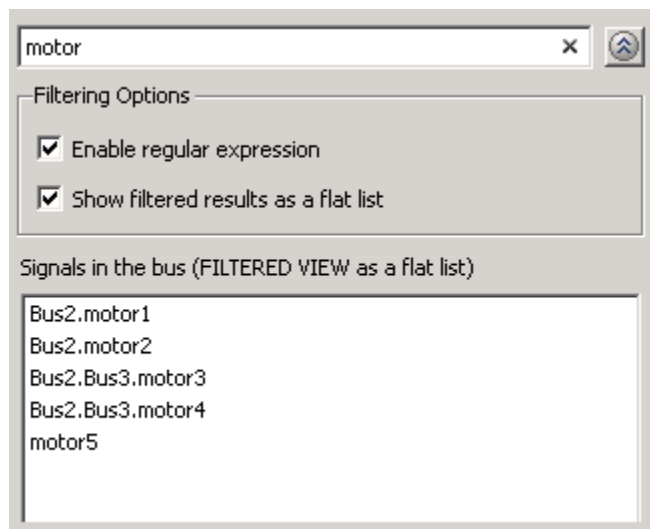 motor
Filtering Options
Enable regular expression
Show filtered results as a flat list
Signals in the bus (FILTERED VIEW as a flat list)
Bus2.motor1
Bus2.motor2
Bus2.Bus3.motor3
Bus2.Bus3.motor4
motor5